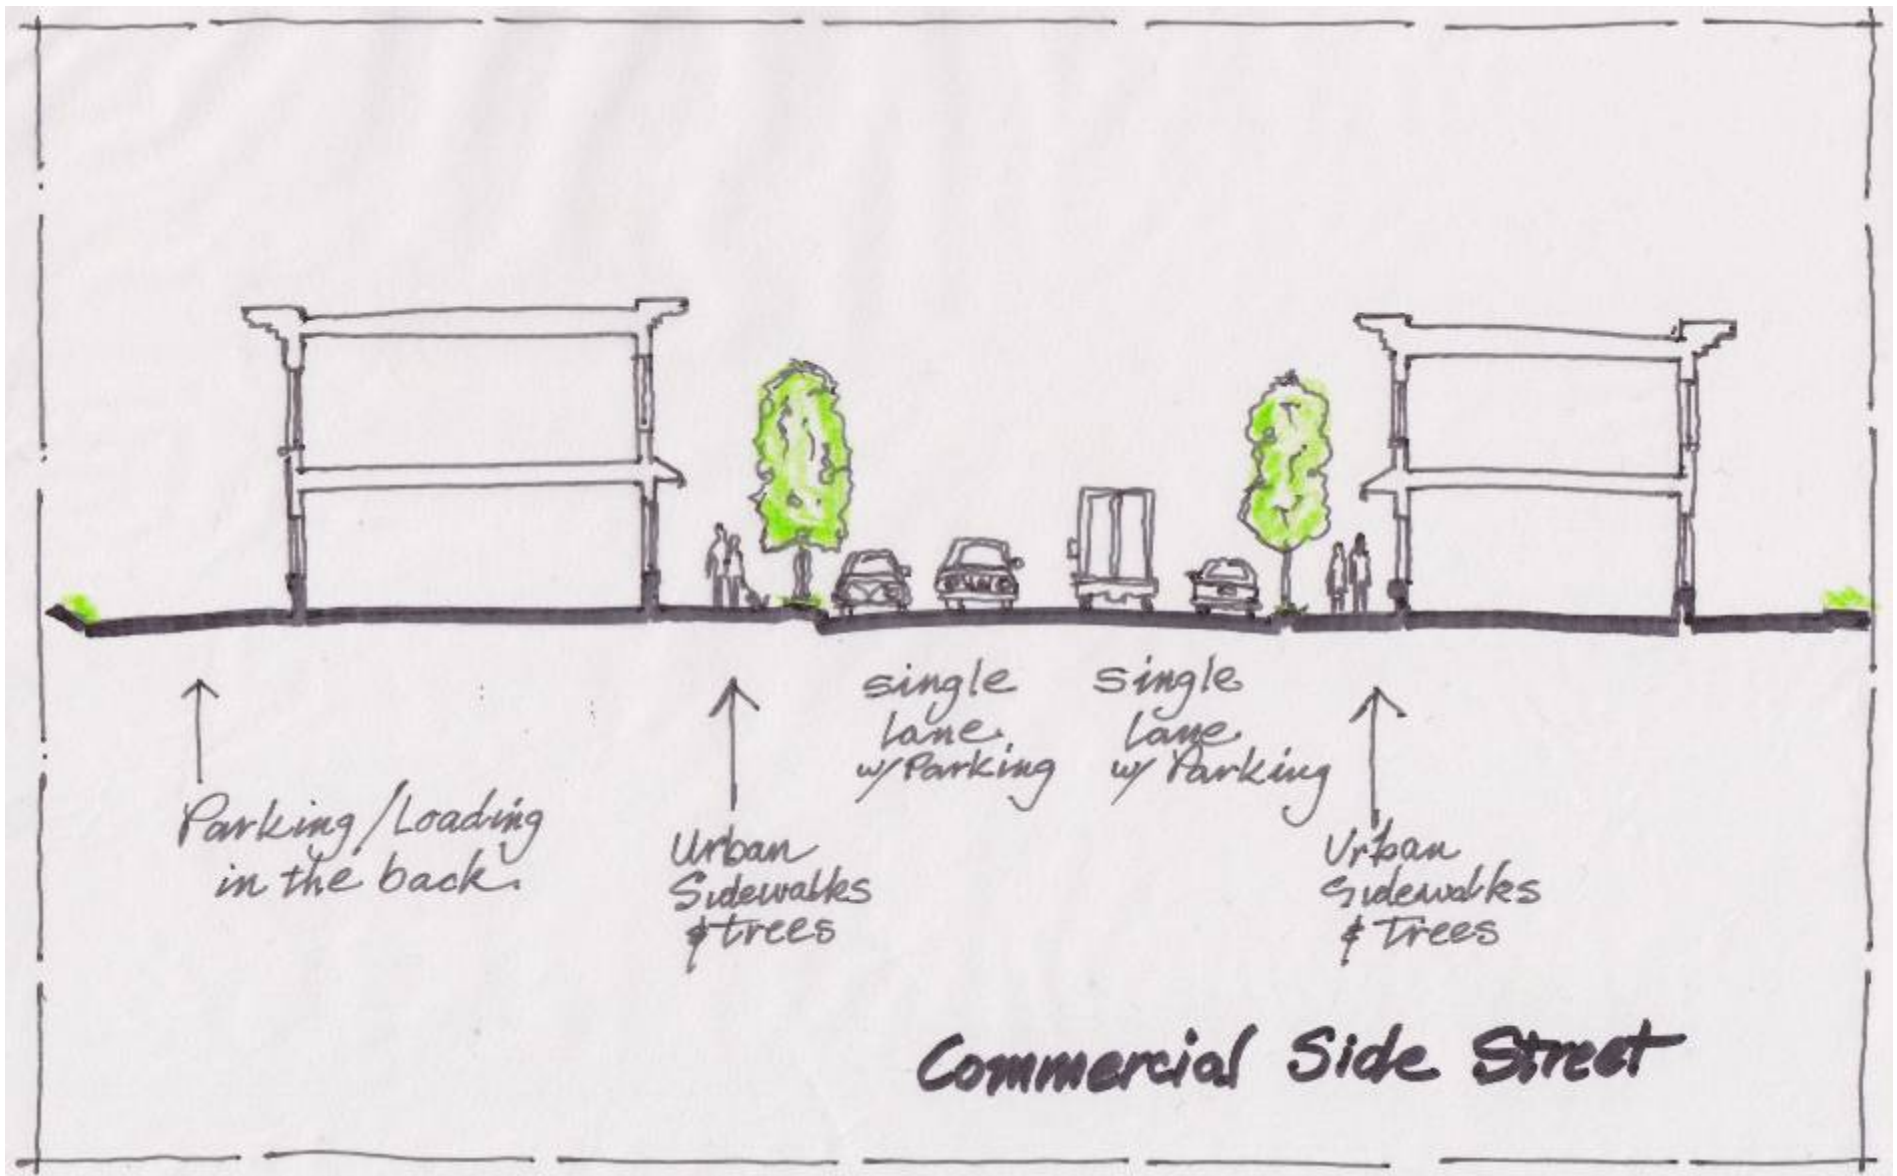 single
lane
w/ Parking
single
lane
w/ Parking
Parking/Loading
in the back.
Urban
Sidewalks
& trees
Urban
Sidewalks
& Trees
Commercial Side Street